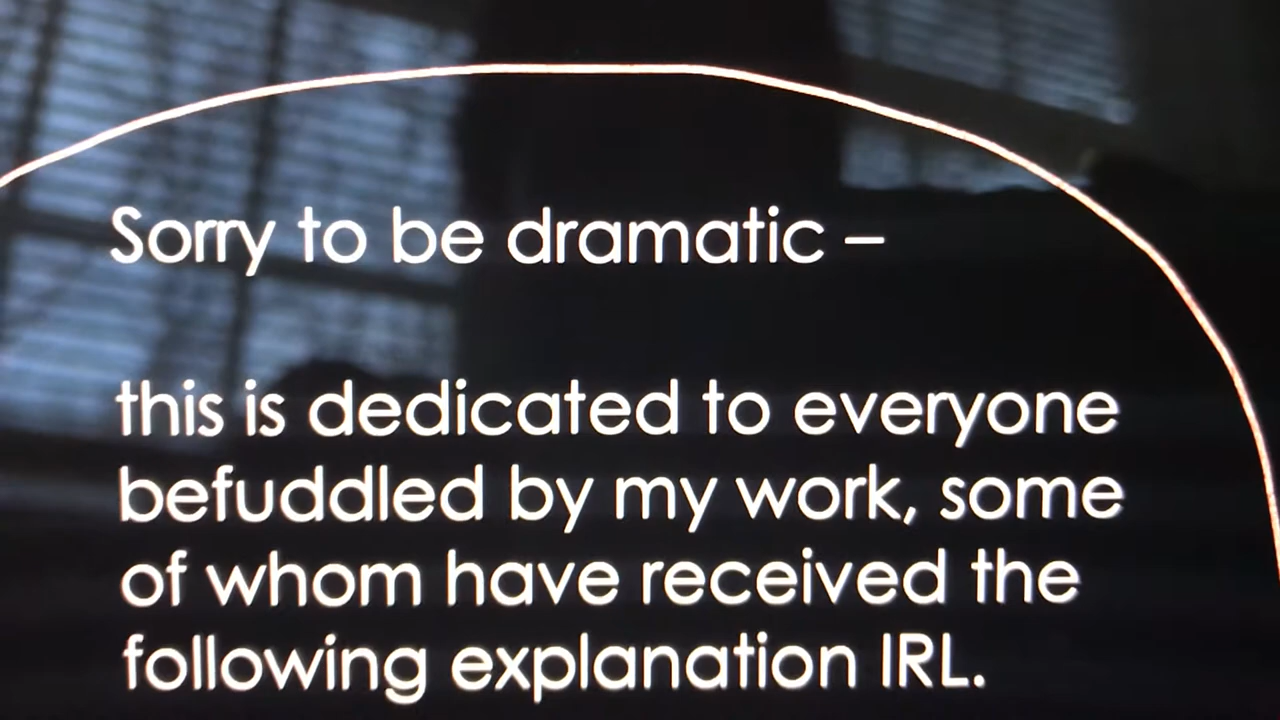 Sorry to be dramatic –
this is dedicated to everyone
befuddled by my work, some
of whom have received the
following explanation IRL.